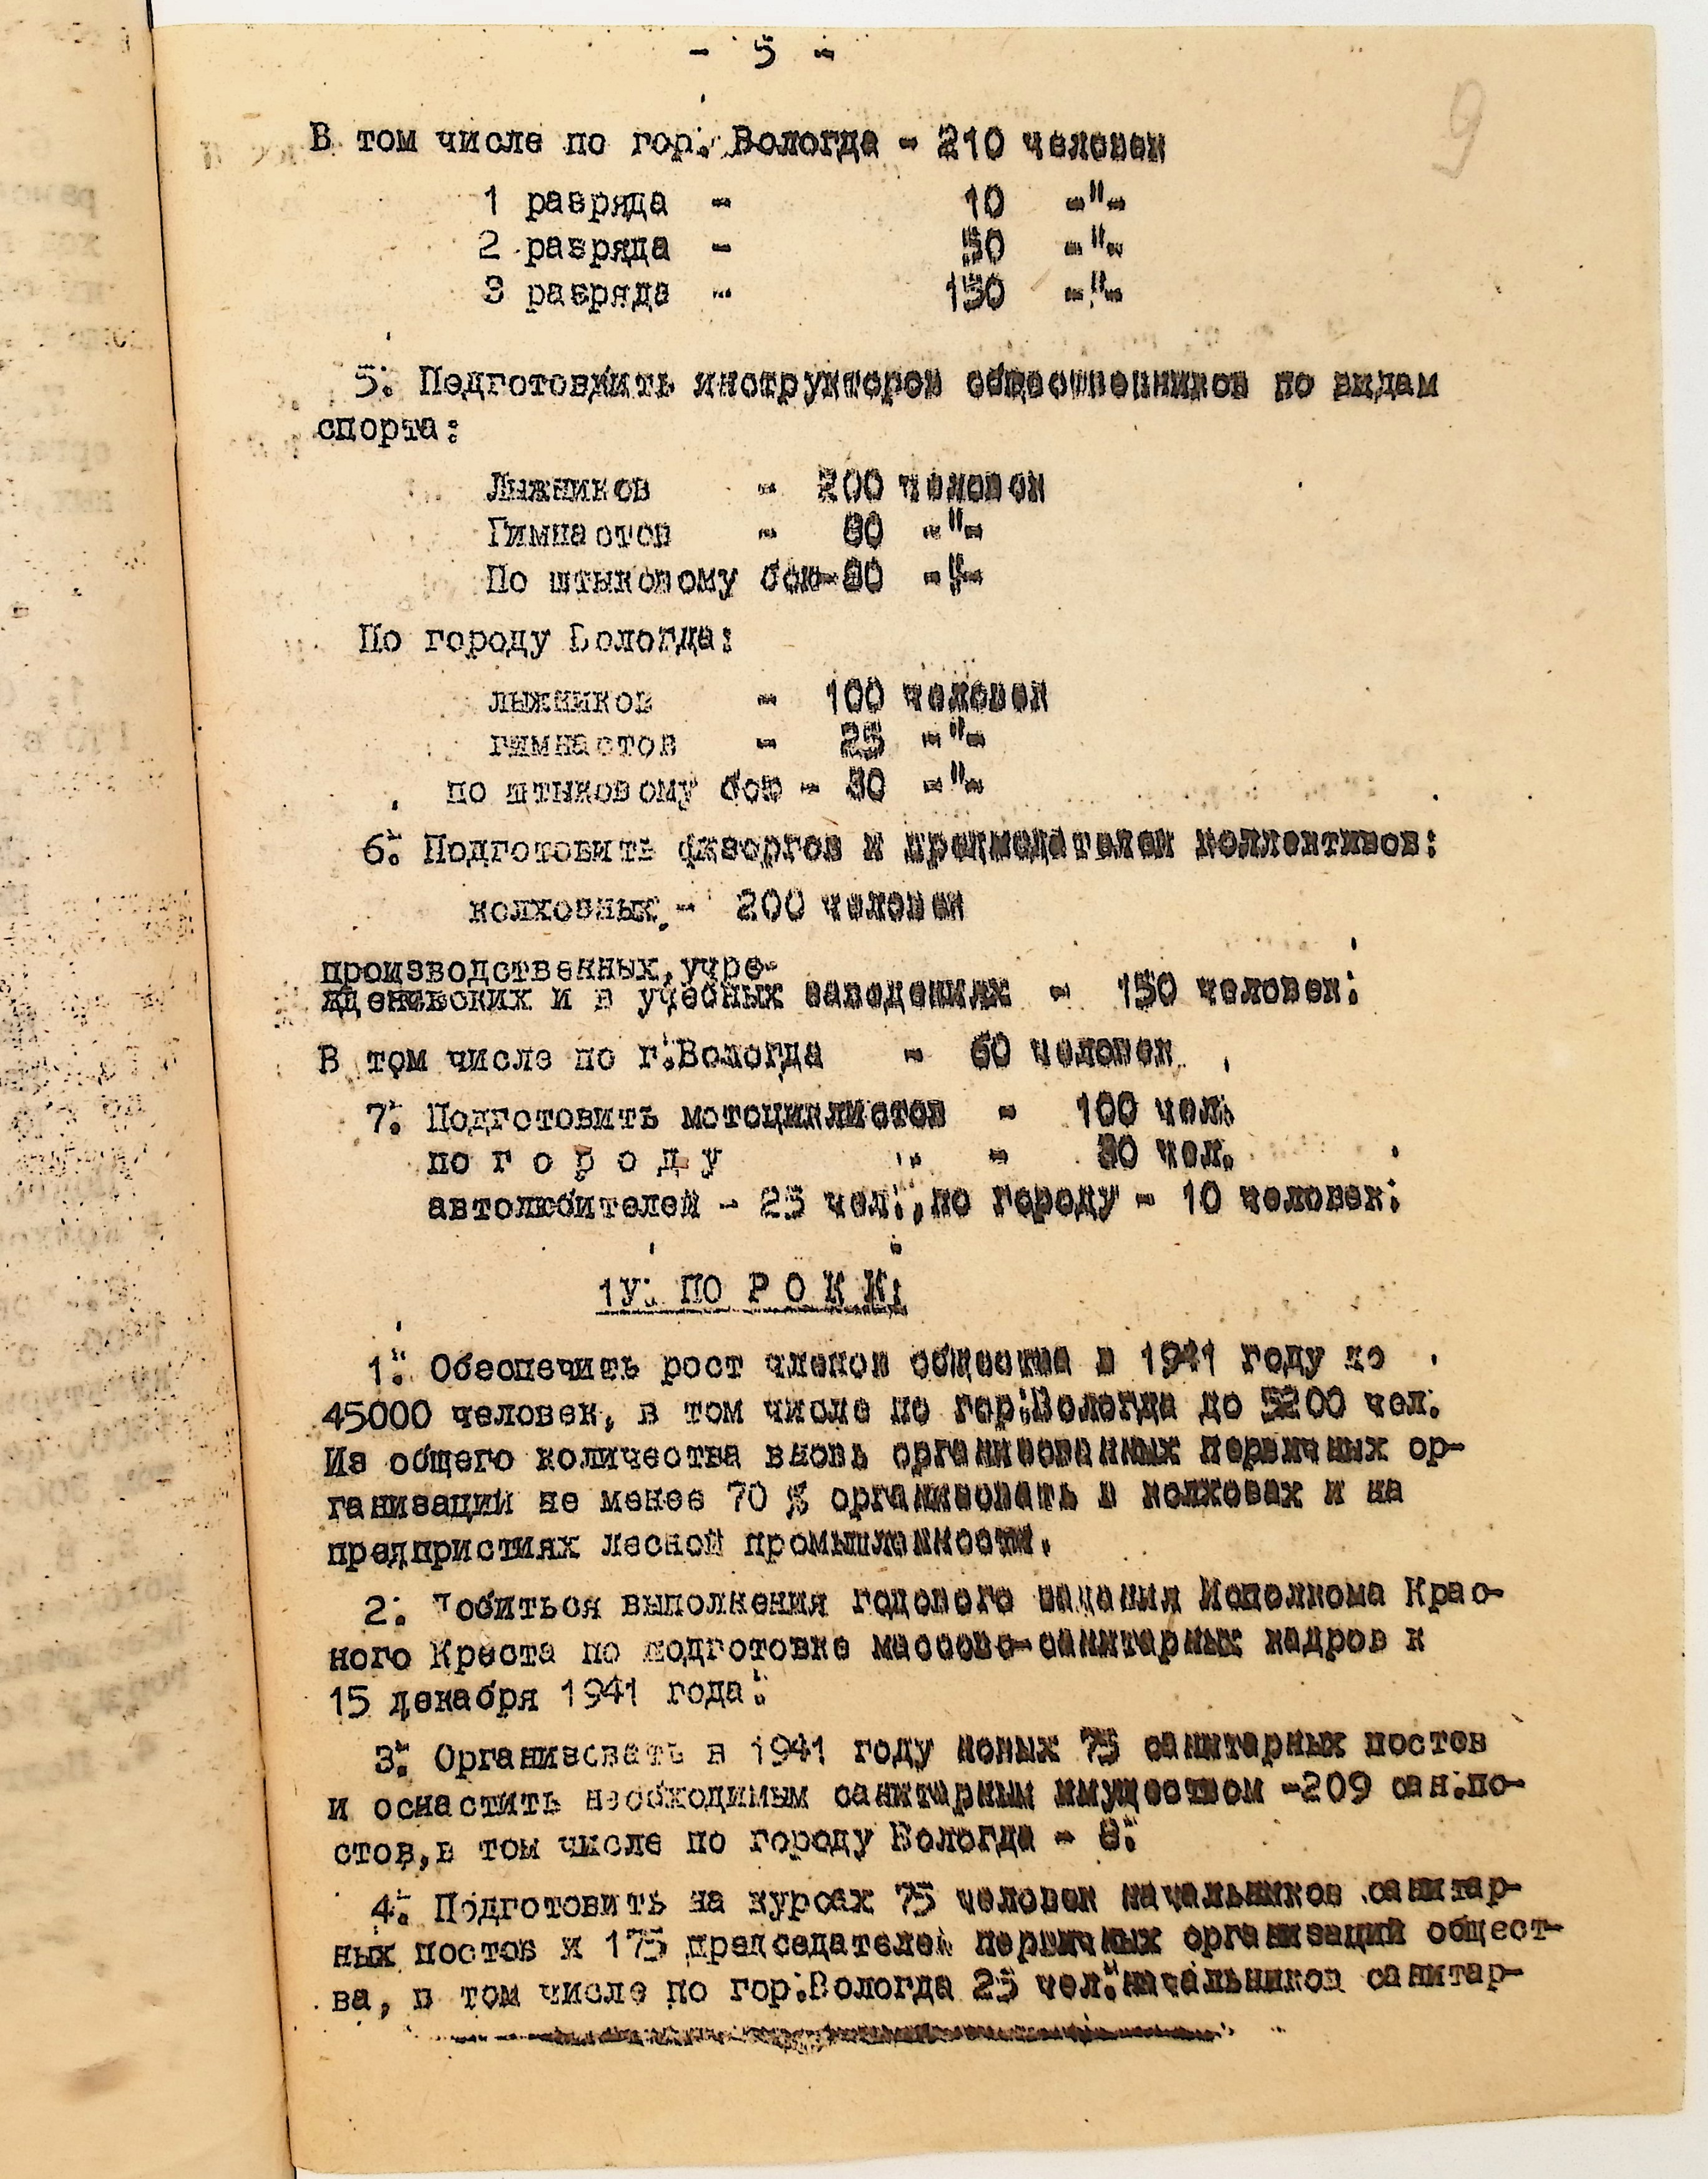 - 5 -
9
В том числе по гор. Вологда - 210 человек
1 разряда - 10 -"-
2 разряда - 50 -"-
3 разряда - 150 -"-
5. Подготовить инструкторов общественников по видам
спорта:
Лыжников - 200 человек
Гимнастов - -"-
По штыковому бою- -"-
По городу Вологда:
лыжников - 100 человек
гимнастов - 25 -"-
по штыковому бою - 30 -"-
6. Подготовить физоргов и председателей коллективов:
колхозных - 200 человек
производственных, учре-
жденческих и в учебных заведениях - 150 человек.
В том числе по г.Вологда - 60 человек
7. Подготовить мотоциклистов - 100 чел.
по г о р о д у " - чел.
автолюбителей - 25 чел., по городу - 10 человек.
1У. ПО Р О К К:
1. Обеспечить рост членов общества в 1941 году до
45000 человек, в том числе по гор.Вологда до 5200 чел.
Из общего количества вновь организованных первичных ор-
ганизаций не менее 70 % организовать в колхозах и на
предпристиях лесной промышленности.
2. Добиться выполнения годового задания Исполкома Крас-
ного Креста по подготовке массово-санитарных кадров к
15 декабря 1941 года.
3. Организовать в 1941 году новых 75 санитарных постов
и оснастить необходимым санитарным имуществом -209 сан.по-
стов,в том числе по городу Вологда - 8.
4. Подготовить на курсах 75 человек начальников санитар-
ных постов и 175 председателей первичных организаций общест-
ва, в том числе по гор.Вологда 25 чел.начальников санитар-